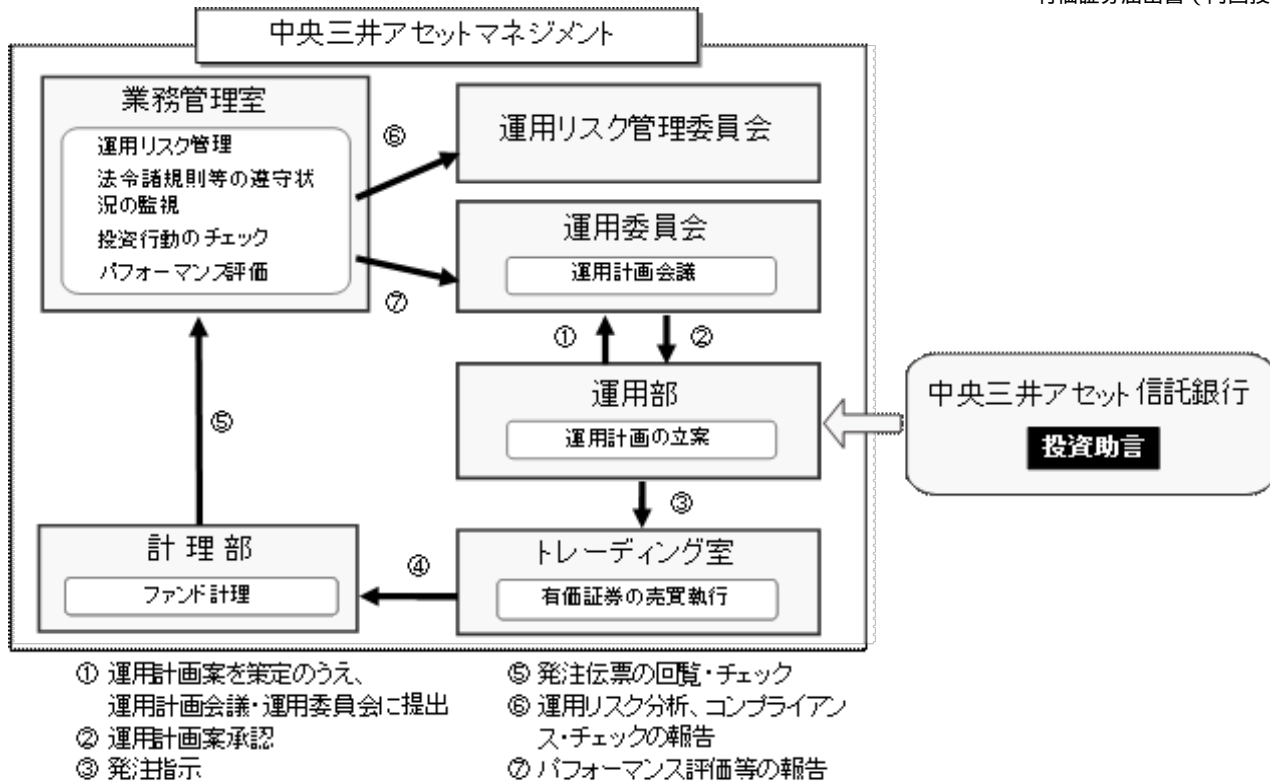 有価証券届出書(内国投
中央三井アセットマネジメント
業務管理室
運用リスク管理
法令諸規則等の遵守状
況の監視
投資行動のチェック
パフォーマンス評価
⑥
⑦
運用リスク管理委員会
運用委員会
運用計画会議
①
②
運用部
運用計画の立案
中央三井アセット信託銀行
投資助言
⑤
③
計理部
ファンド計理
④
トレーディング室
有価証券の売買執行
① 運用計画案を策定のうえ、
運用計画会議・運用委員会に提出
② 運用計画案承認
③ 発注指示
⑤ 発注伝票の回覧・チェック
⑥ 運用リスク分析、コンプライアン
ス・チェックの報告
⑦ パフォーマンス評価等の報告